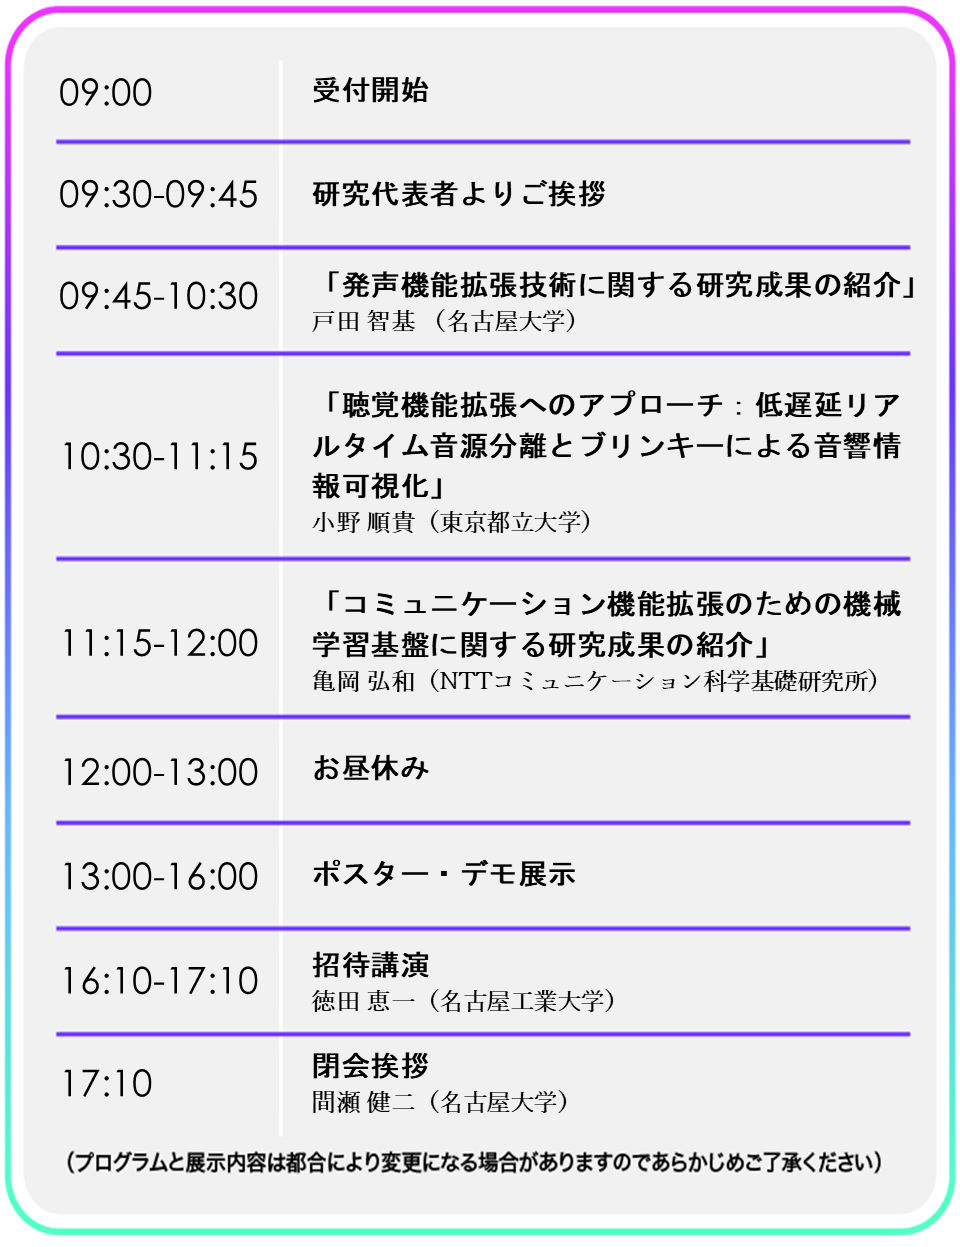 09:00
受付開始
09:30-09:45
研究代表者よりご挨拶
09:45-10:30
「発声機能拡張技術に関する研究成果の紹介」
戸田 智基 （名古屋大学）
10:30-11:15
「聴覚機能拡張へのアプローチ：低遅延リア
ルタイム音源分離とブリンキーによる音響情
報可視化」
小野 順貴（東京都立大学）
11:15-12:00
「コミュニケーション機能拡張のための機械
学習基盤に関する研究成果の紹介」
亀岡 弘和（NTTコミュニケーション科学基礎研究所）
12:00-13:00
お昼休み
13:00-16:00
ポスター・デモ展示
16:10-17:10
招待講演
徳田 恵一（名古屋工業大学）
17:10
閉会挨拶
間瀬 健二（名古屋大学）
（プログラムと展示内容は都合により変更になる場合がありますのであらかじめご了承ください）